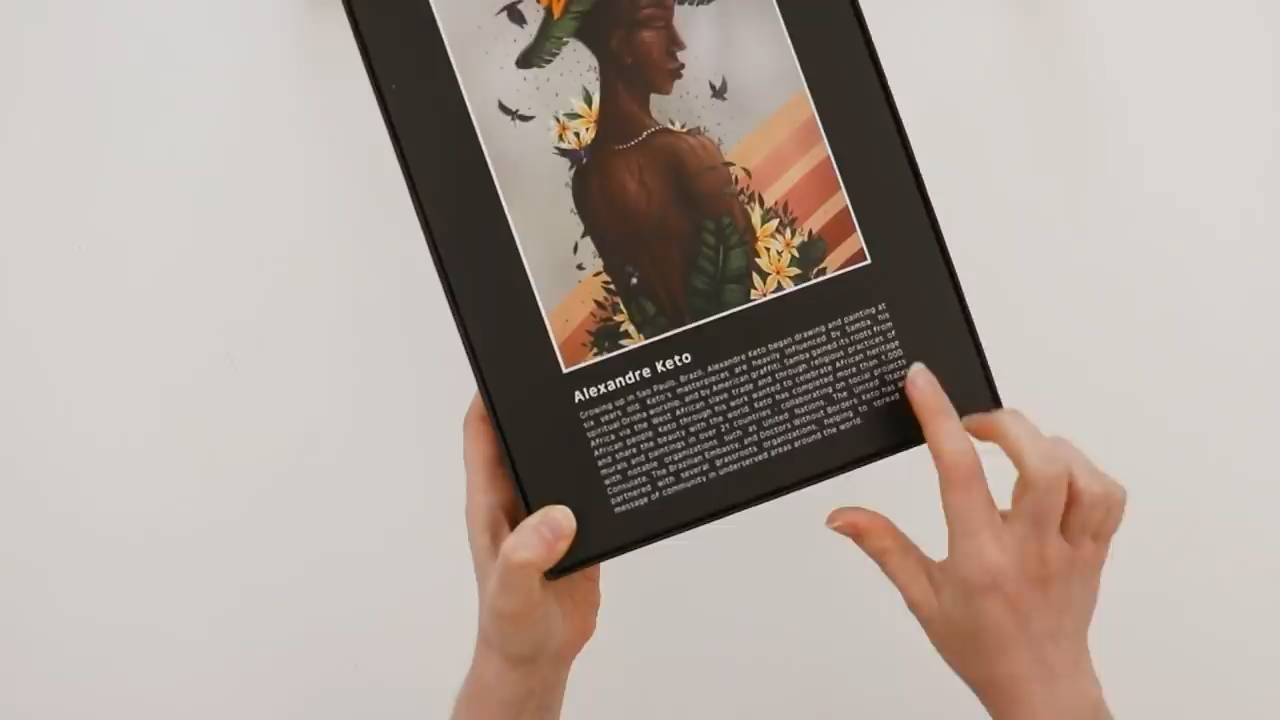 Alexandre Keto
Growing up in Sao Paulo, Brazil, Alexandre Keto began drawing and painting at
six years old. Keto's masterpieces are heavily influenced by Samba his
spiritual Orisha worship, and by American graffiti. Samba gained its roots from
Africa via the West African slave trade and through religious practices of
African people. Keto through his work wanted to celebrate African heritage
and share the beauty with the world. Keto has completed more than 1,000
murals and paintings in over 21 countries - collaborating on social projects
with notable organizations such as United Nations, The United States
Consulate, The Brazilian Embassy, and Doctors Without Borders. Keto has
partnered with several grassroots organizations, helping to spread
message of community in underserved areas around the world.